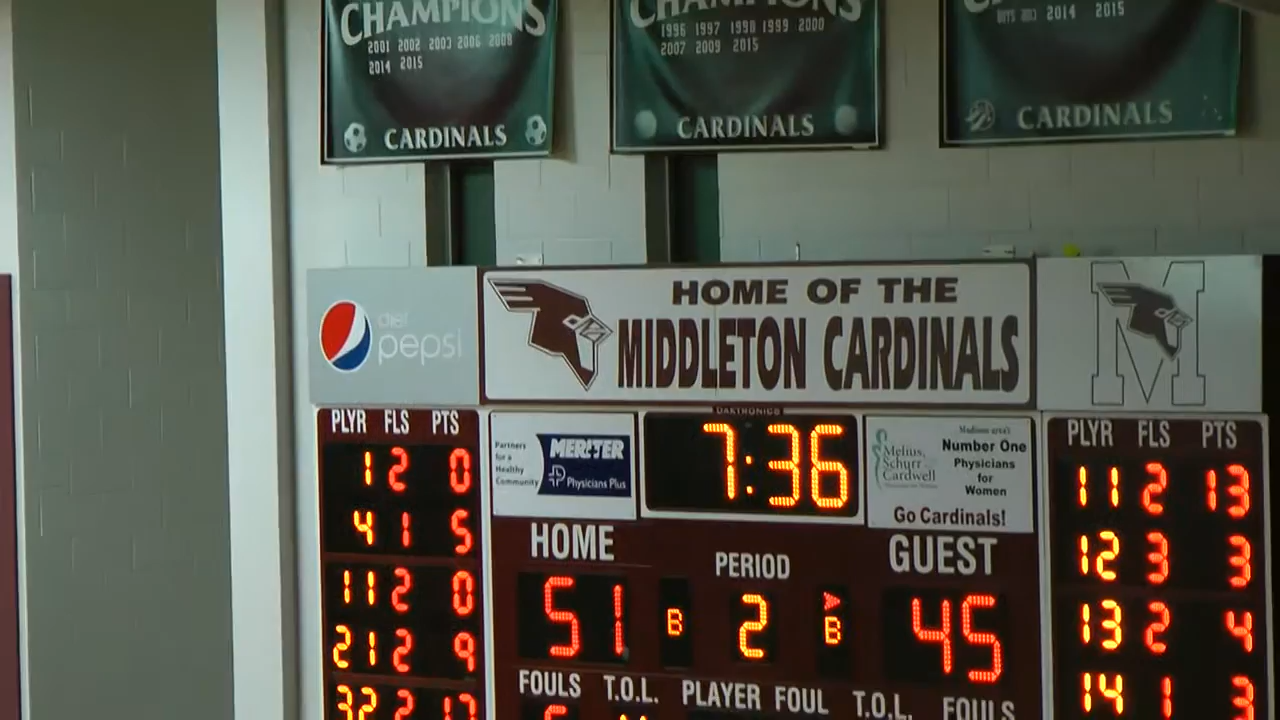 CHAMPIONS
2001 2002 2003 2006 2008
2014 2015
CARDINALS
CHAMPIONS
1996 1997 1998 1999 2000
2007 2009 2015
CARDINALS
2014 2015
CARDINALS
diet
pepsi
HOME OF THE
MIDDLETON CARDINALS
M
PLYR FLS PTS
1 2 0
4 1 5
11 2 0
21 2 9
32 2 17
Partners
for a
Healthy
Community
MERITER
Physicians Plus
DAKTRONICS
7:36
Melius,
Schurr
Cardwell
Madison area's
Number One
Physicians
for
Women
Go Cardinals!
HOME
51
B
PERIOD
2
B
GUEST
45
FOULS T.O.L. PLAYER FOUL T.O.L. FOULS
PLYR FLS PTS
11 2 13
12 3 3
13 2 4
14 1 3